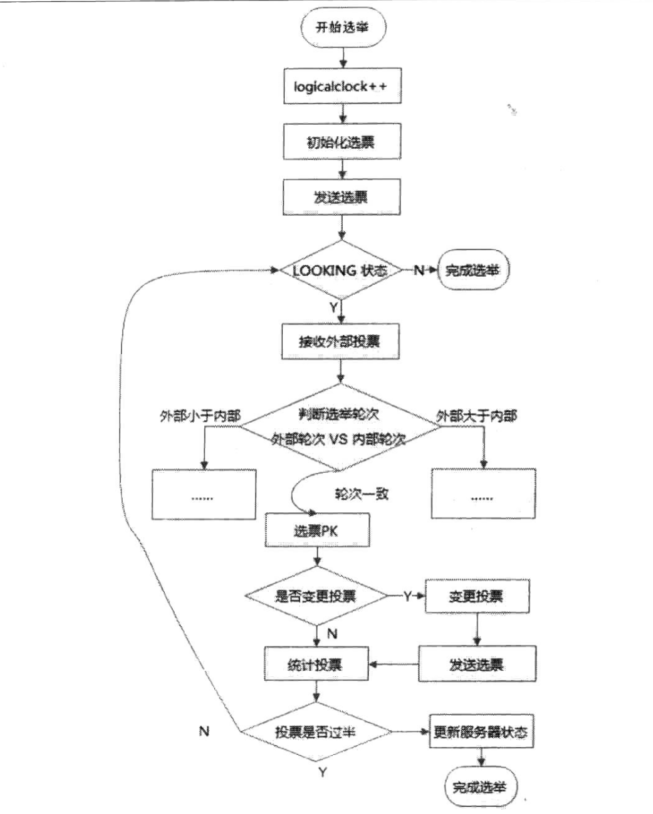 开始选举
logicalclock++
初始化选票
发送选票
LOOKING 状态
N
完成选举
Y
接收外部投票
外部小于内部
判断选举轮次
外部轮次 VS 内部轮次
外部大于内部
......
......
轮次一致
选票PK
是否变更投票
Y
变更投票
N
统计投票
发送选票
N
投票是否过半
更新服务器状态
Y
完成选举